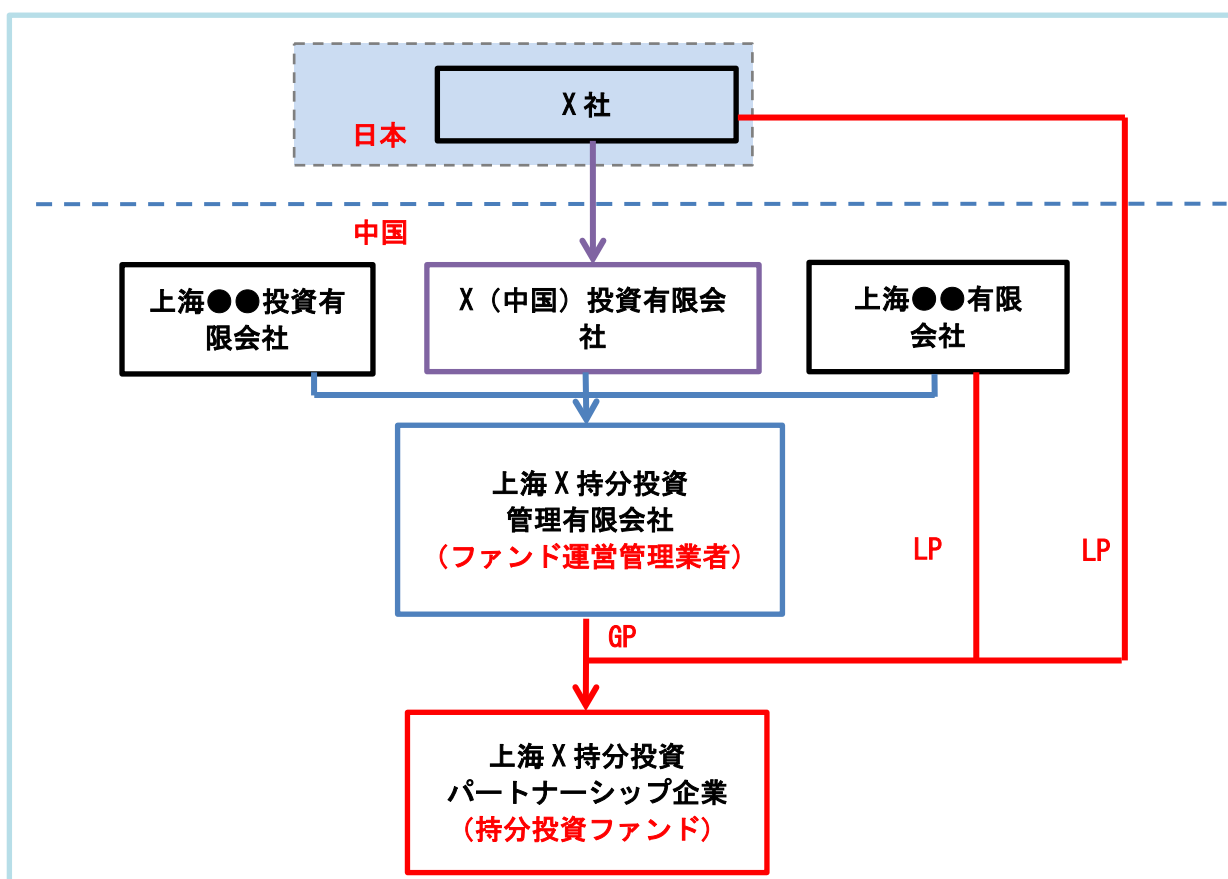 X 社
日本
中国
上海●●投資有
限会社
X（中国）投資有限会
社
上海●●有限
会社
上海 X 持分投資
管理有限会社
（ファンド運営管理業者）
LP
LP
GP
上海 X 持分投資
パートナーシップ企業
（持分投資ファンド）